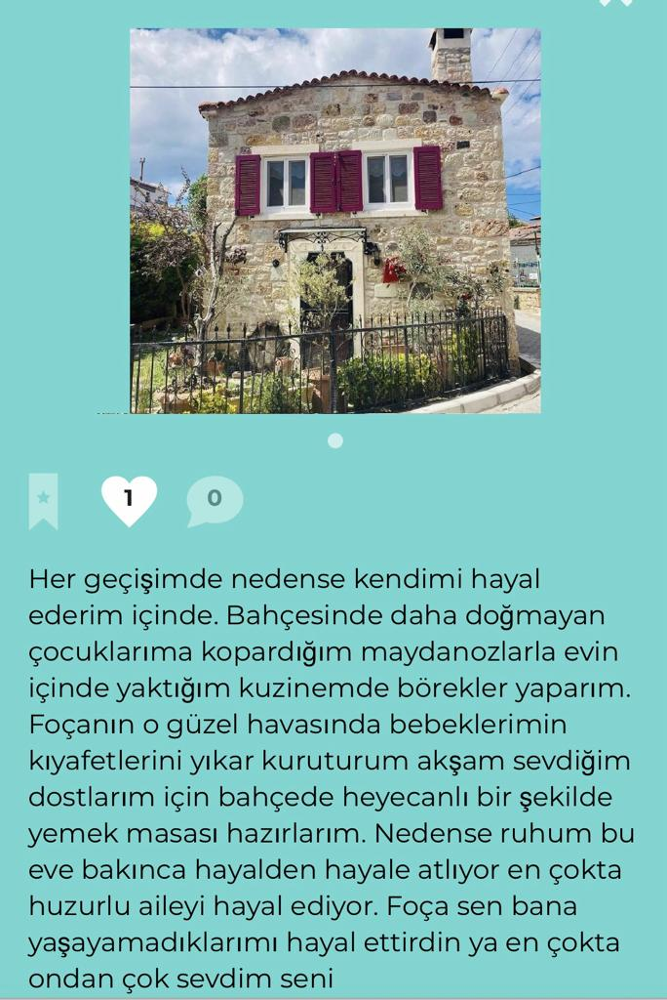 1
0
Her geçişimde nedense kendimi hayal
ederim içinde. Bahçesinde daha doğmayan
çocuklarıma kopardığım maydanozlarla evin
içinde yaktığım kuzinemde börekler yaparım.
Foçanın o güzel havasında bebeklerimin
kıyafetlerini yıkar kuruturum akşam sevdiğim
dostlarım için bahçede heyecanlı bir şekilde
yemek masası hazırlarım. Nedense ruhum bu
eve bakınca hayalden hayale atlıyor en çokta
huzurlu aileyi hayal ediyor. Foça sen bana
yaşayamadıklarımı hayal ettirdin ya en çokta
ondan çok sevdim seni